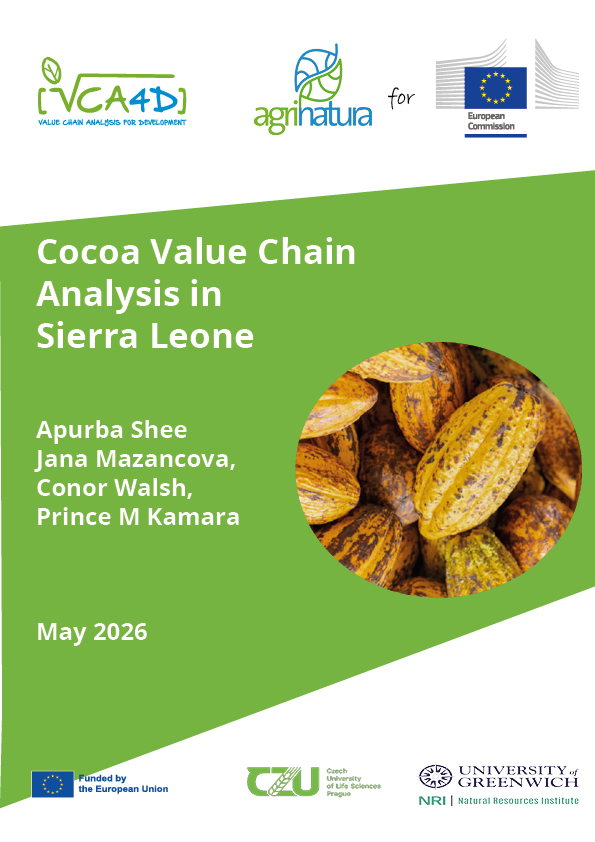 VCA4D
VALUE CHAIN ANALYSIS FOR DEVELOPMENT
agrinatura
for
European
Commission
Cocoa Value Chain
Analysis in
Sierra Leone
Apurba Shee
Jana Mazancova,
Conor Walsh,
Prince M Kamara
May 2026
Funded by
the European Union
CZU
Czech
University
of Life Sciences
Prague
UNIVERSITY of
GREENWICH
NRI | Natural Resources Institute